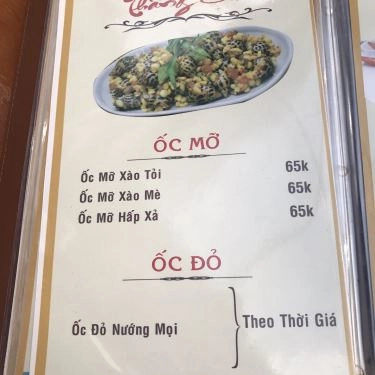 ỐC MỠ
Ốc Mỡ Xào Tỏi 65k
Ốc Mỡ Xào Mè 65k
Ốc Mỡ Hấp Xả 65k
ỐC ĐỎ
Ốc Đỏ Nướng Mọi Theo Thời Giá